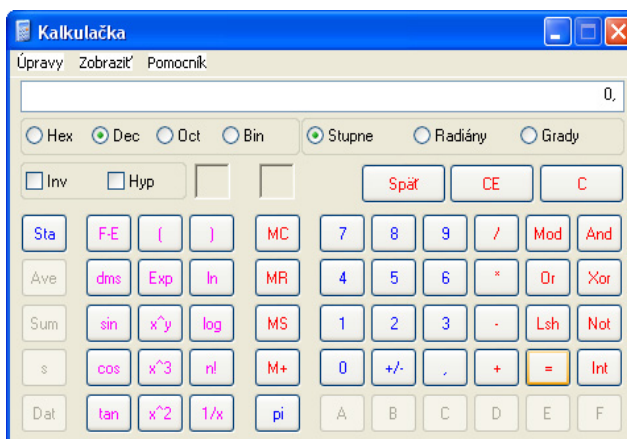 Kalkulačka
Úpravy Zobraziť Pomocník
0,
Hex Dec Oct Bin Stupne Radiány Grady
Inv Hyp Späť CE C
Sta F-E ( ) MC 7 8 9 / Mod And
Ave dms Exp ln MR 4 5 6 * Or Xor
Sum sin x^y log MS 1 2 3 - Lsh Not
s cos x^3 n! M+ 0 +/- , + = Int
Dat tan x^2 1/x pi A B C D E F